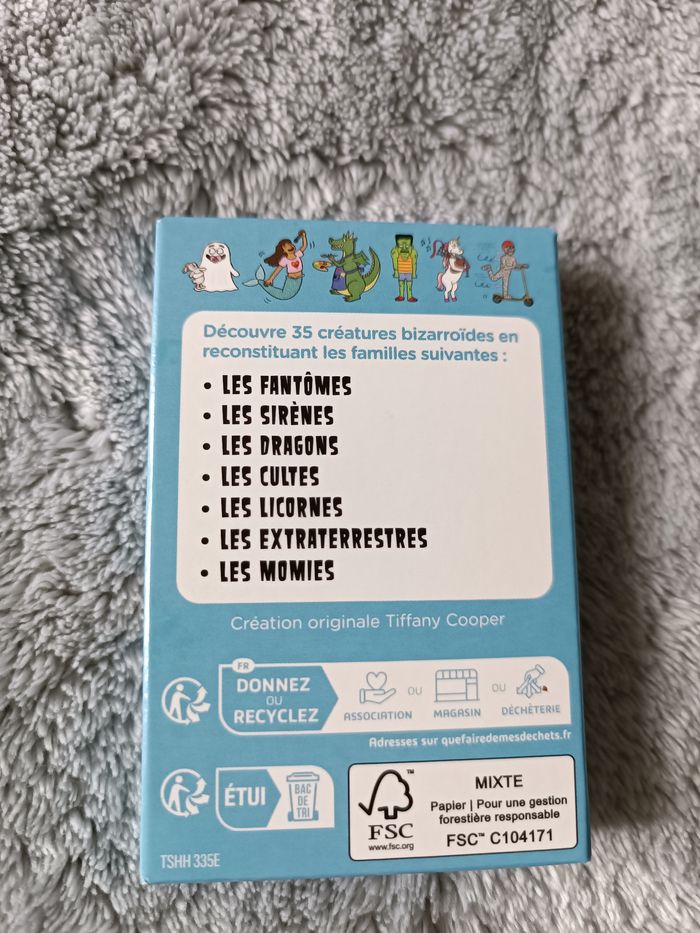 Découvre 35 créatures bizarroïdes en
reconstituant les familles suivantes :
• LES FANTÔMES
• LES SIRÈNES
• LES DRAGONS
• LES CULTES
• LES LICORNES
• LES EXTRATERRESTRES
• LES MOMIES
Création originale Tiffany Cooper
FR
DONNEZ
OU
RECYCLEZ
ASSOCIATION
OU
MAGASIN
OU
DÉCHÈTERIE
Adresses sur quefairedemesdechets.fr
ÉTUI
BAC
DE
TRI
FSC™
www.fsc.org
MIXTE
Papier | Pour une gestion
forestière responsable
FSC™ C104171
TSHH 335E